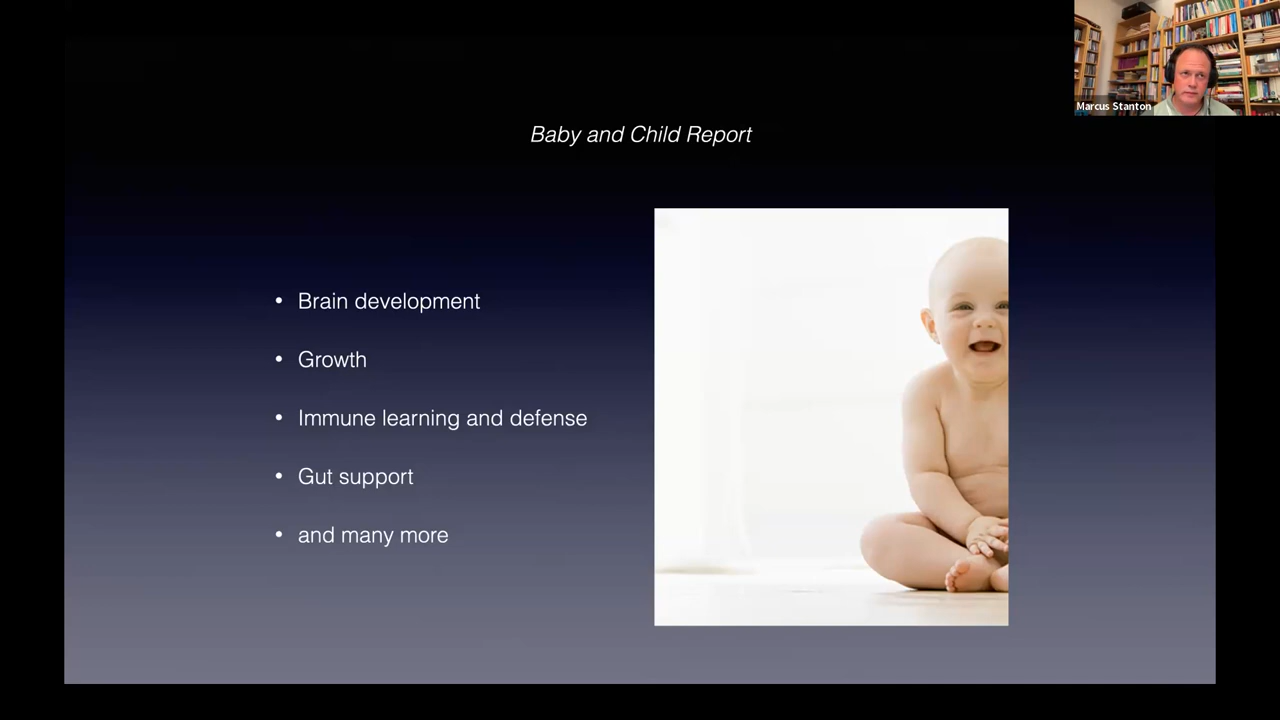 Marcus Stanton
Baby and Child Report
• Brain development
• Growth
• Immune learning and defense
• Gut support
• and many more